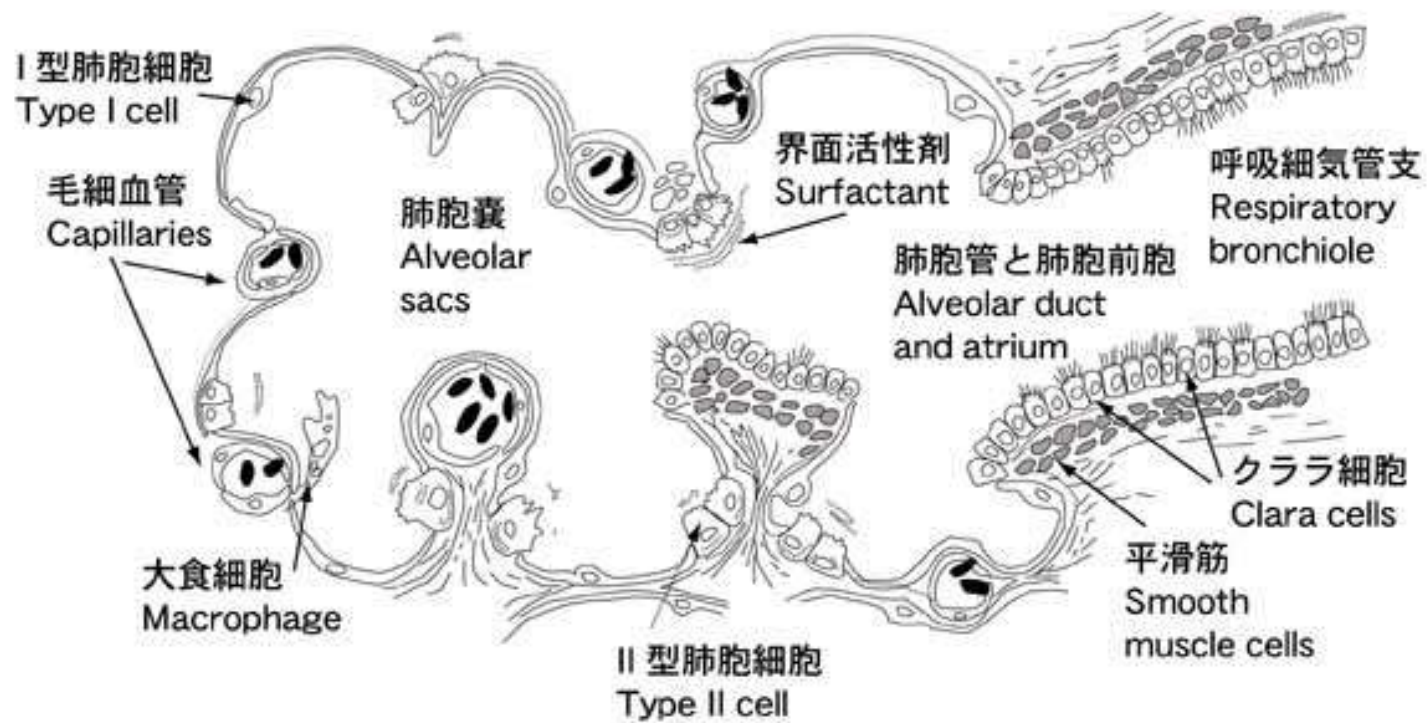 I 型肺胞細胞
Type I cell
毛細血管
Capillaries
肺胞嚢
Alveolar
sacs
界面活性剤
Surfactant
呼吸細気管支
Respiratory
bronchiole
肺胞管と肺胞前胞
Alveolar duct
and atrium
クララ細胞
Clara cells
大食細胞
Macrophage
平滑筋
Smooth
muscle cells
II 型肺胞細胞
Type II cell